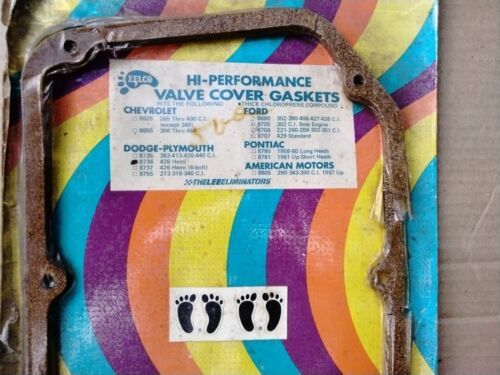 EELCO
HI-PERFORMANCE
VALVE COVER GASKETS
FITS THE FOLLOWING: THICK CHLOROPRENE COMPOUND
CHEVROLET
8625 265 Thru 400 C.I.
(except 348)
8655 396 Thru 454
DODGE-PLYMOUTH
8735 383-413-426-440 C.I.
8736 426 Hemi
8737 426 Hemi (6-bolt)
8755 273-318-340 C.I.
FORD
352-390-406-427-428 C.I.
8705 302 C.I. Boss Engine
8706 221-260-289-302-351 C.I.
8707 429 Standard
PONTIAC
8780 1958-60 Long Heads
8781 1961 Up Short Heads
AMERICAN MOTORS
8805 290-343-390 C.I. 1967 Up
THE LEE ELIMINATORS